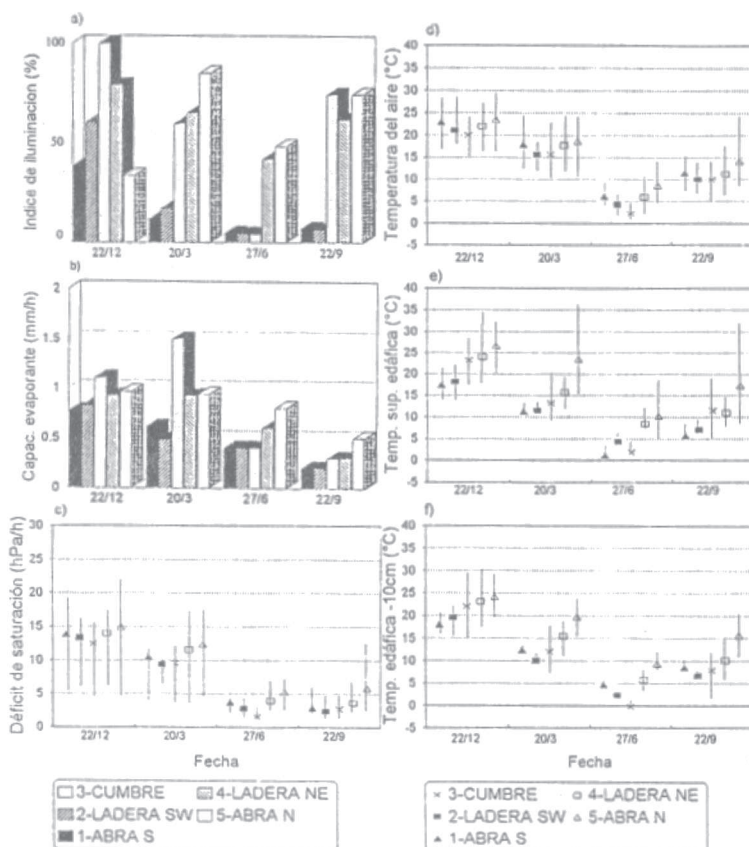 a)
Indice de iluminacion (%)
100
50
0
22/12 20/3 27/6 22/9
b)
Capac. evaporante (mm/h)
2
1.5
1
0.5
0
22/12 20/3 27/6 22/9
c)
Déficit de saturación (hPa/h)
30
25
20
15
10
5
0
22/12 20/3 27/6 22/9
Fecha
3-CUMBRE 4-LADERA NE
2-LADERA SW 5-ABRA N
1-ABRA S
d)
Temperatura del aire (°C)
40
35
30
25
20
15
10
5
0
-5
22/12 20/3 27/6 22/9
e)
Temp. sup. edáfica (°C)
40
35
30
25
20
15
10
5
0
-5
22/12 20/3 27/6 22/9
f)
Temp. edáfica -10cm (°C)
40
35
30
25
20
15
10
5
0
-5
22/12 20/3 27/6 22/9
Fecha
3-CUMBRE 4-LADERA NE
2-LADERA SW 5-ABRA N
1-ABRA S